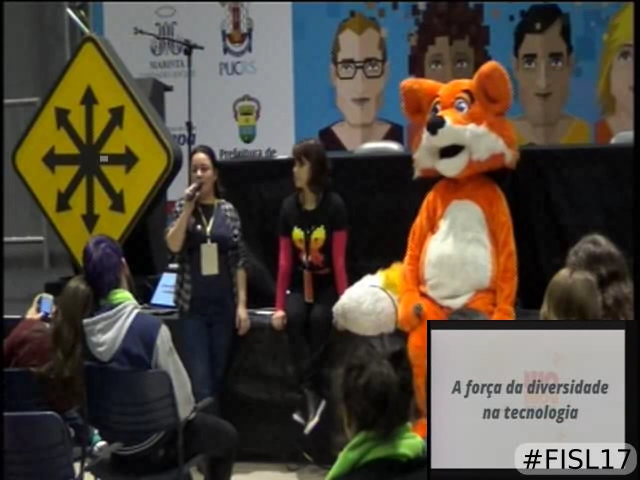 MARISTA
PUCRS
Prefeitura de
A força da diversidade
na tecnologia
#FISL17